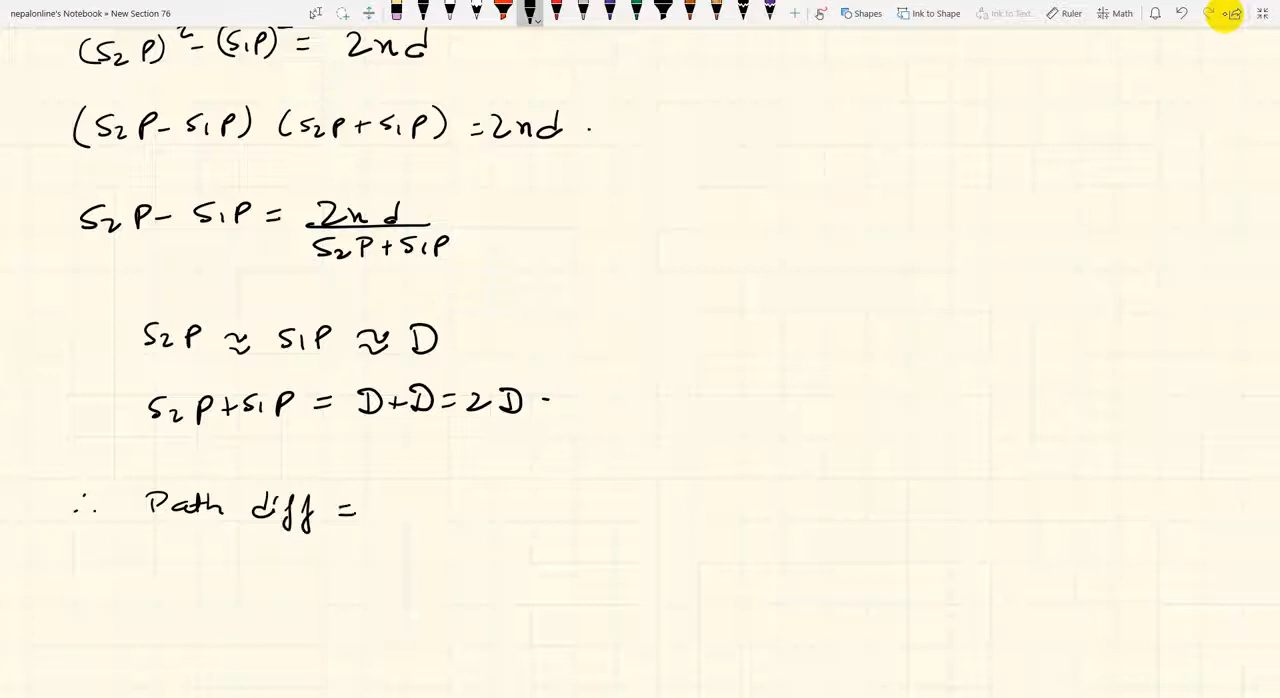 nepalonline's Notebook » New Section 76
Shapes Ink to Shape Ink to Text Ruler Math
(S₂P)² - (S₁P)² = 2xd
(S₂P - S₁P) (S₂P + S₁P) = 2xd .
S₂P - S₁P = 2xd / S₂P + S₁P
S₂P ≈ S₁P ≈ D
S₂P + S₁P = D + D = 2D -
∴ Path diff =